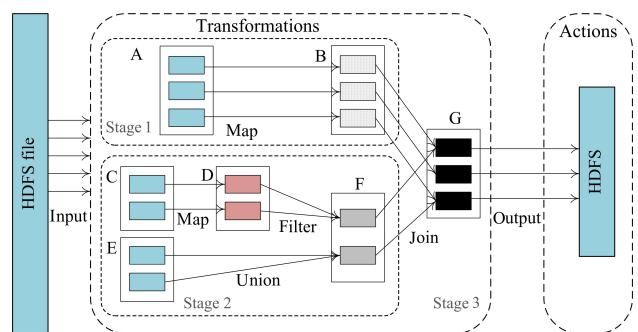 Transformations
Actions
A
B
Stage 1
Map
G
HDFS file
Input
C
D
F
Map
Filter
E
Union
Stage 2
Join
Output
Stage 3
HDFS